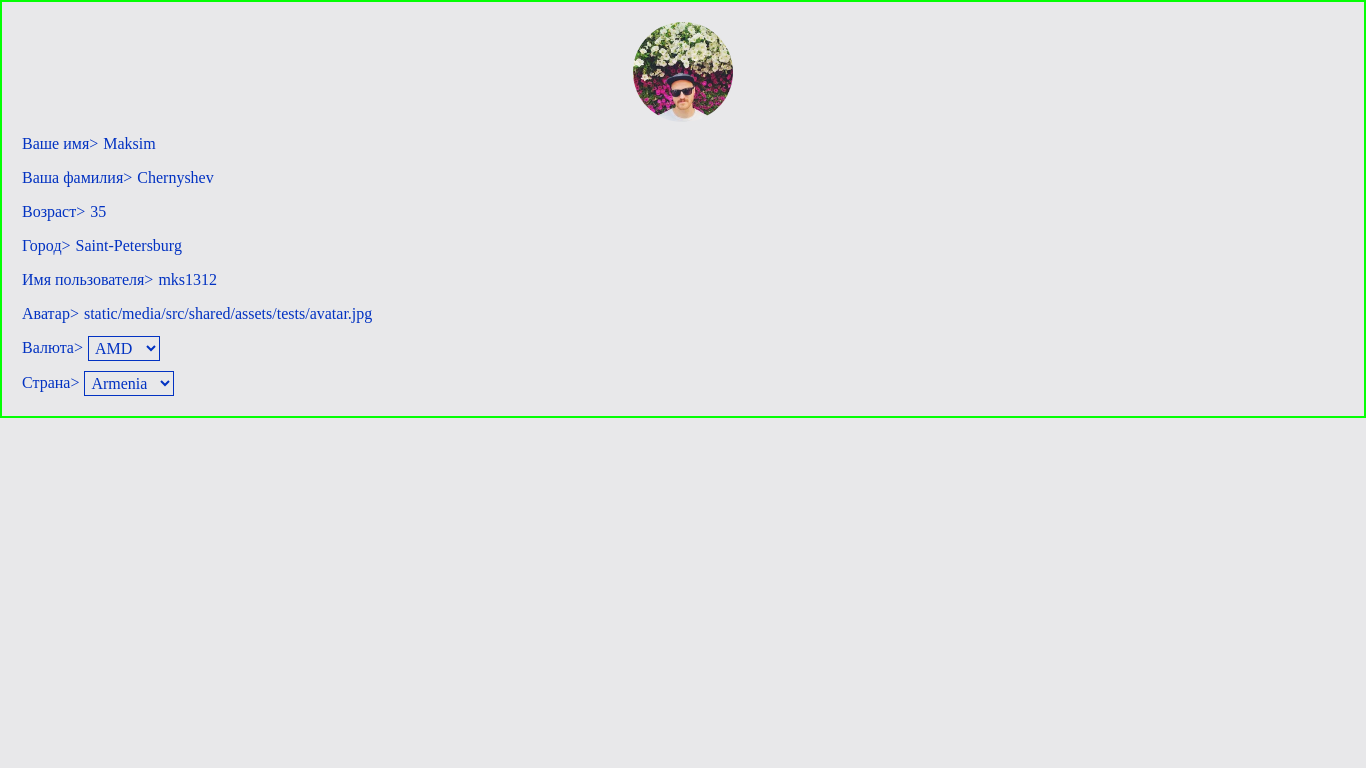 Ваше имя> Maksim
Ваша фамилия> Chernyshev
Возраст> 35
Город> Saint-Petersburg
Имя пользователя> mks1312
Аватар> static/media/src/shared/assets/tests/avatar.jpg
Валюта> AMD
Страна> Armenia